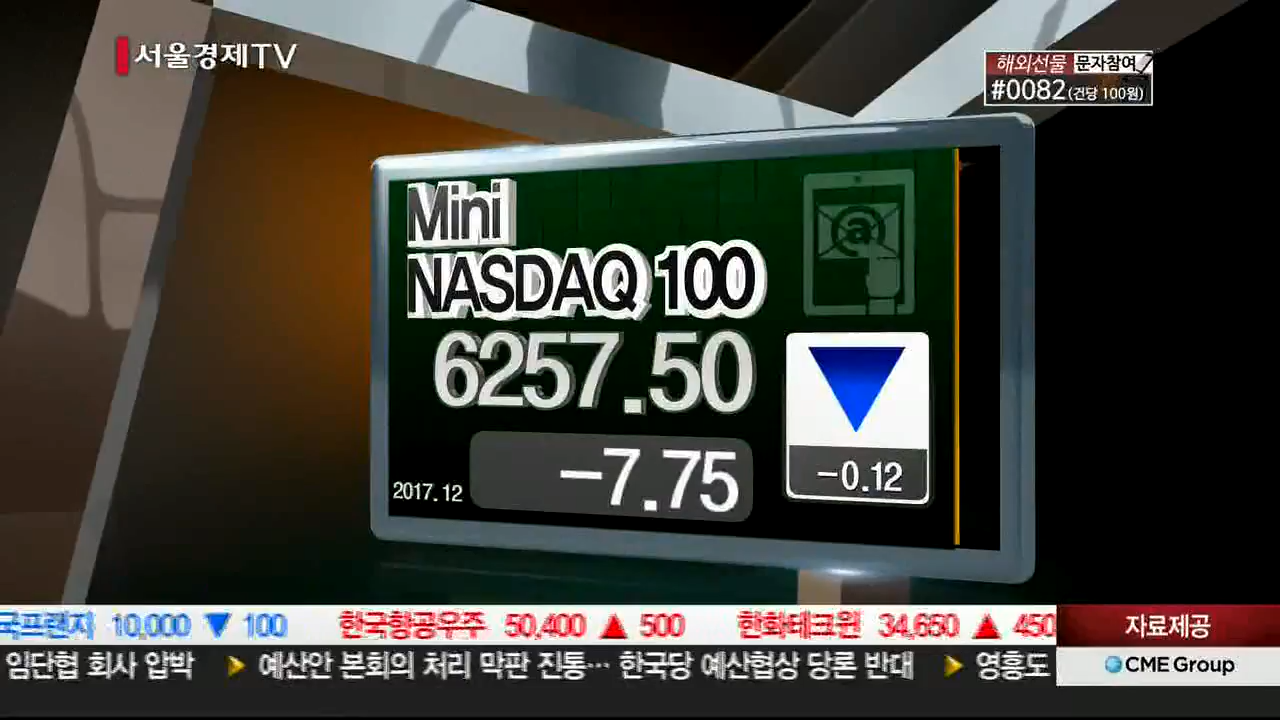 서울경제TV
해외선물 문자참여
#0082(건당 100원)
Mini
NASDAQ 100
6257.50
-7.75
2017.12
-0.12
국프랜지 10,000 ▼ 100 한국항공우주 50,400 ▲ 500 한화테크윈 34,650 ▲ 450
자료제공
임단협 회사 압박 ▶ 예산안 본회의 처리 막판 진통… 한국당 예산협상 당론 반대 ▶ 영흥도
CME Group